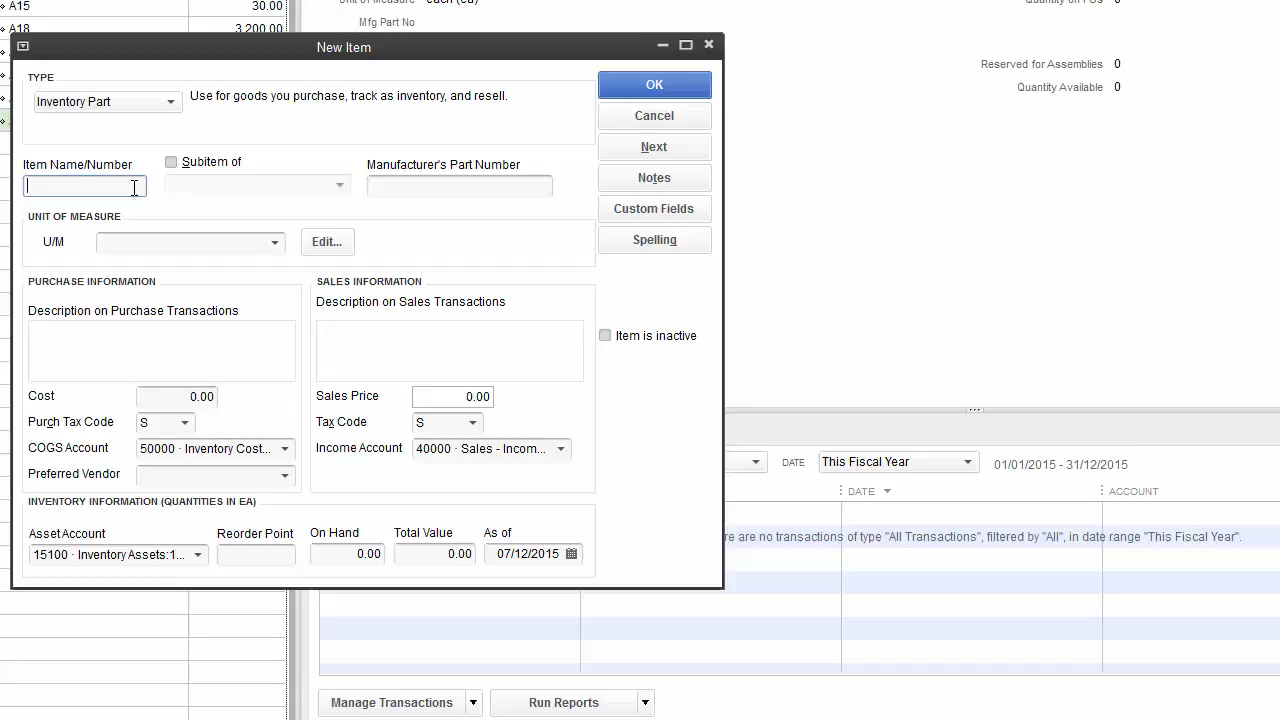 A15 30.00
Unit of Measure each (ea)
Quantity on POs 0
A18 3,200.00
Mfg Part No
New Item
Reserved for Assemblies 0
Quantity Available 0
TYPE
Inventory Part
Use for goods you purchase, track as inventory, and resell.
OK
Cancel
Next
Notes
Custom Fields
Spelling
Item Name/Number
Subitem of
Manufacturer's Part Number
UNIT OF MEASURE
U/M
Edit...
PURCHASE INFORMATION
Description on Purchase Transactions
Cost 0.00
Purch Tax Code S
COGS Account 50000 · Inventory Cost...
Preferred Vendor
SALES INFORMATION
Description on Sales Transactions
Sales Price 0.00
Tax Code S
Income Account 40000 · Sales - Incom...
Item is inactive
INVENTORY INFORMATION (QUANTITIES IN EA)
Asset Account Reorder Point On Hand Total Value As of
15100 · Inventory Assets:1... 0.00 0.00 07/12/2015
DATE This Fiscal Year 01/01/2015 - 31/12/2015
DATE ACCOUNT
re are no transactions of type "All Transactions", filtered by "All", in date range "This Fiscal Year".
Manage Transactions
Run Reports